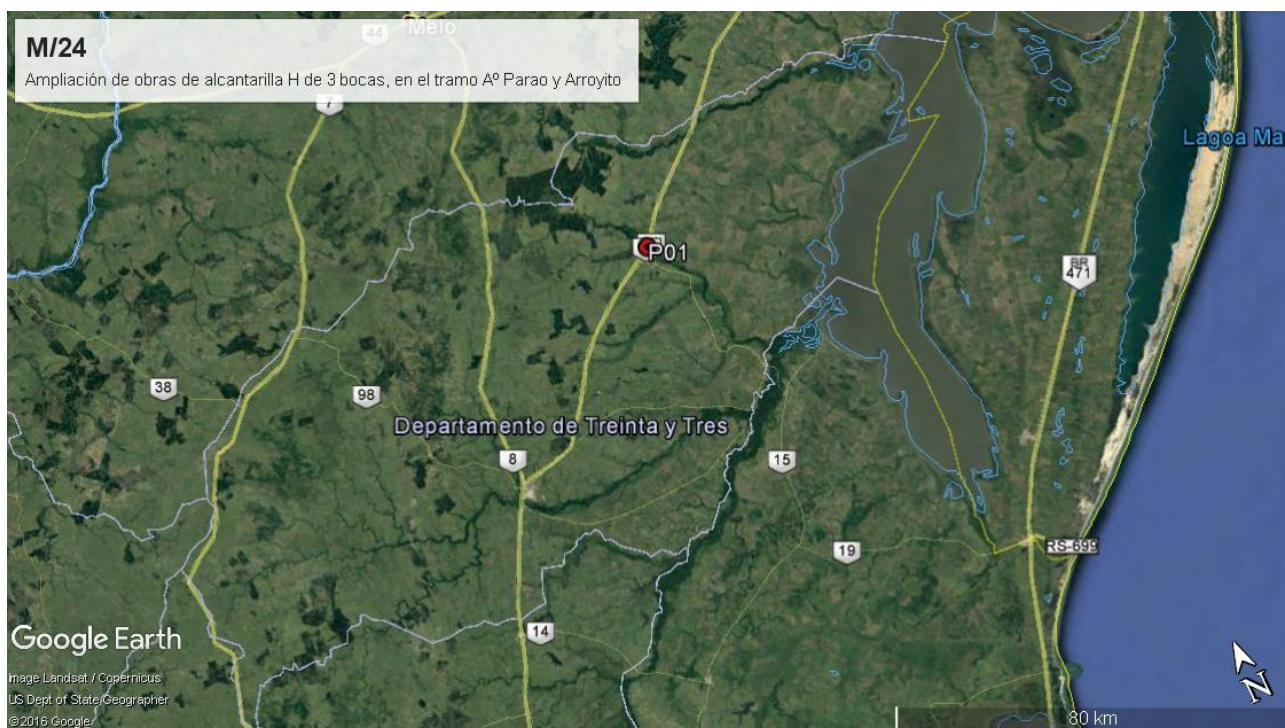 M/24
Ampliación de obras de alcantarilla H de 3 bocas, en el tramo Aº Parao y Arroyito
Melo
44
7
Lagoa Ma
P01
BR
471
38
98
Departamento de Treinta y Tres
8
15
19
RS-699
14
Google Earth
Image Landsat / Copernicus
US Dept of State Geographer
© 2016 Google
N
80 km